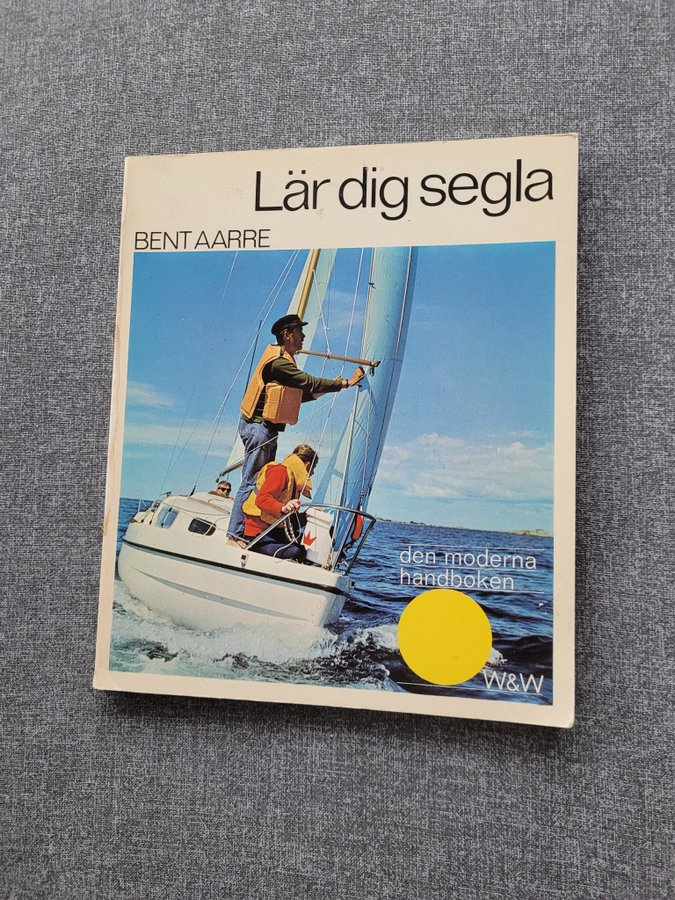 Lär dig segla
BENT AARRE
den moderna
handboken
W&W